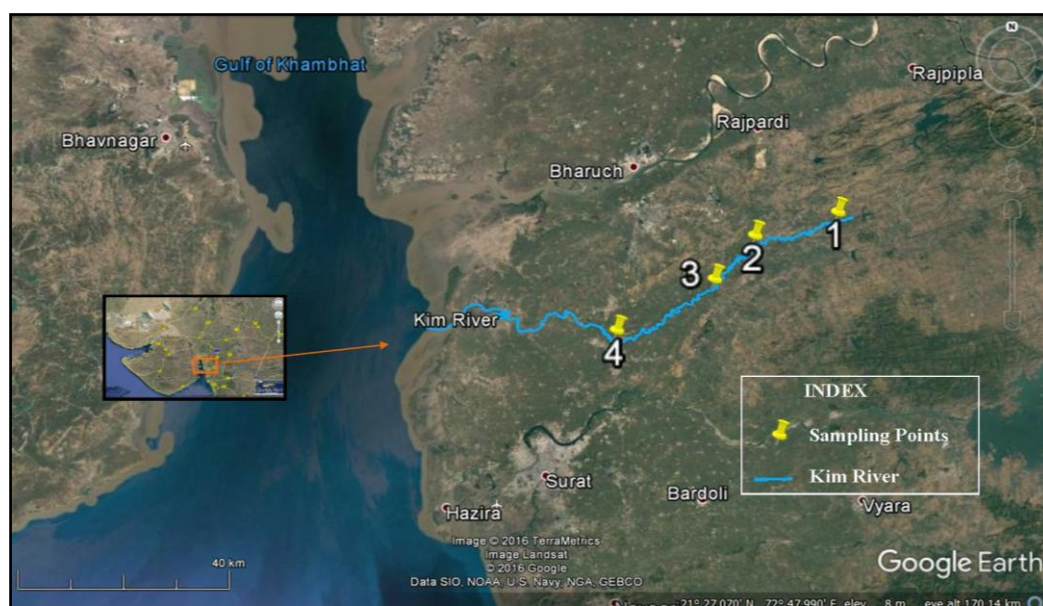 N
Gulf of Khambhat
Rajpipla
Bhavnagar
Rajpardi
Bharuch
1
2
3
Kim River
4
INDEX
Sampling Points
Kim River
Surat
Bardoli
Vyara
Hazira
Image © 2016 TerraMetrics
Image Landsat
© 2016 Google
Data SIO, NOAA, U.S. Navy, NGA, GEBCO
40 km
Google Earth
21° 27.070' N 72° 47.990' E elev 8 m eye alt 170.14 km